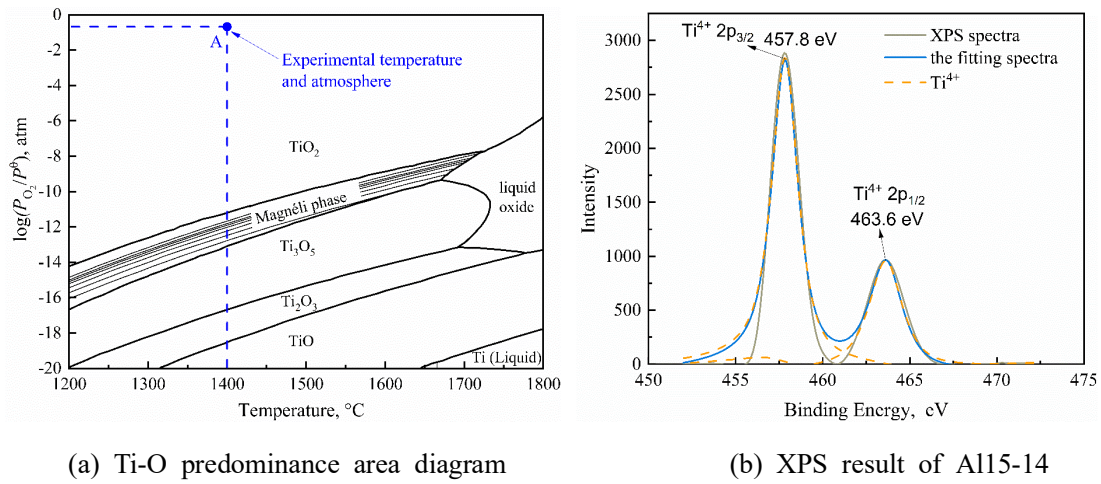 0
-2
-4
-6
-8
-10
-12
-14
-16
-18
-20
log(P_{O_2}/P^θ), atm
A
Experimental temperature
and atmosphere
TiO₂
Magnéli phase
liquid
oxide
Ti₃O₅
Ti₂O₃
TiO
Ti (Liquid)
1200 1300 1400 1500 1600 1700 1800
Temperature, °C
(a) Ti-O predominance area diagram
Ti⁴⁺ 2p₃/₂ 457.8 eV
XPS spectra
the fitting spectra
Ti⁴⁺
Ti⁴⁺ 2p₁/₂
463.6 eV
3000
2500
2000
1500
1000
500
0
Intensity
450 455 460 465 470 475
Binding Energy, eV
(b) XPS result of Al15-14